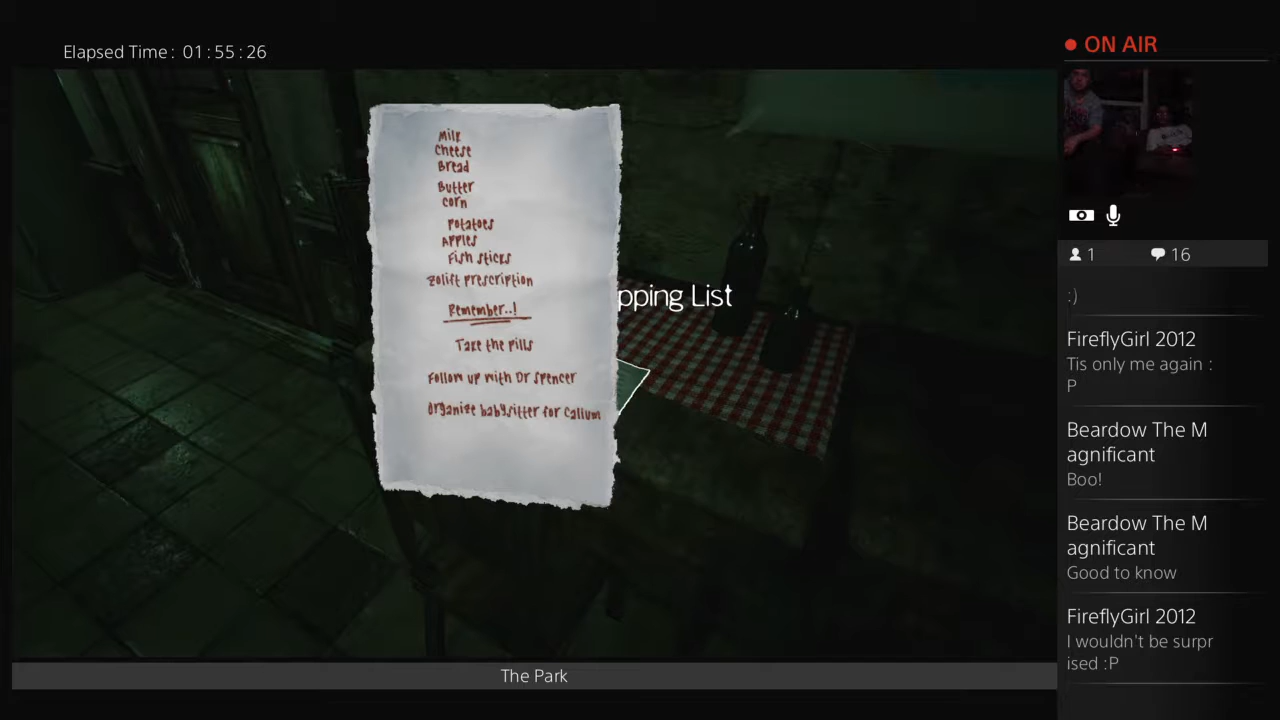 Elapsed Time: 01:55:26
ON AIR
Milk
Cheese
Bread
Butter
corn
Potatoes
Apples
Fish sticks
Zolift Prescription
Remember..!
Take the pills
Follow up with Dr Spencer
organise babysitter for Callum
pping List
1
16
:)
FireflyGirl 2012
Tis only me again :
P
Beardow The M
agnificant
Boo!
Beardow The M
agnificant
Good to know
FireflyGirl 2012
I wouldn't be surpr
ised :P
The Park